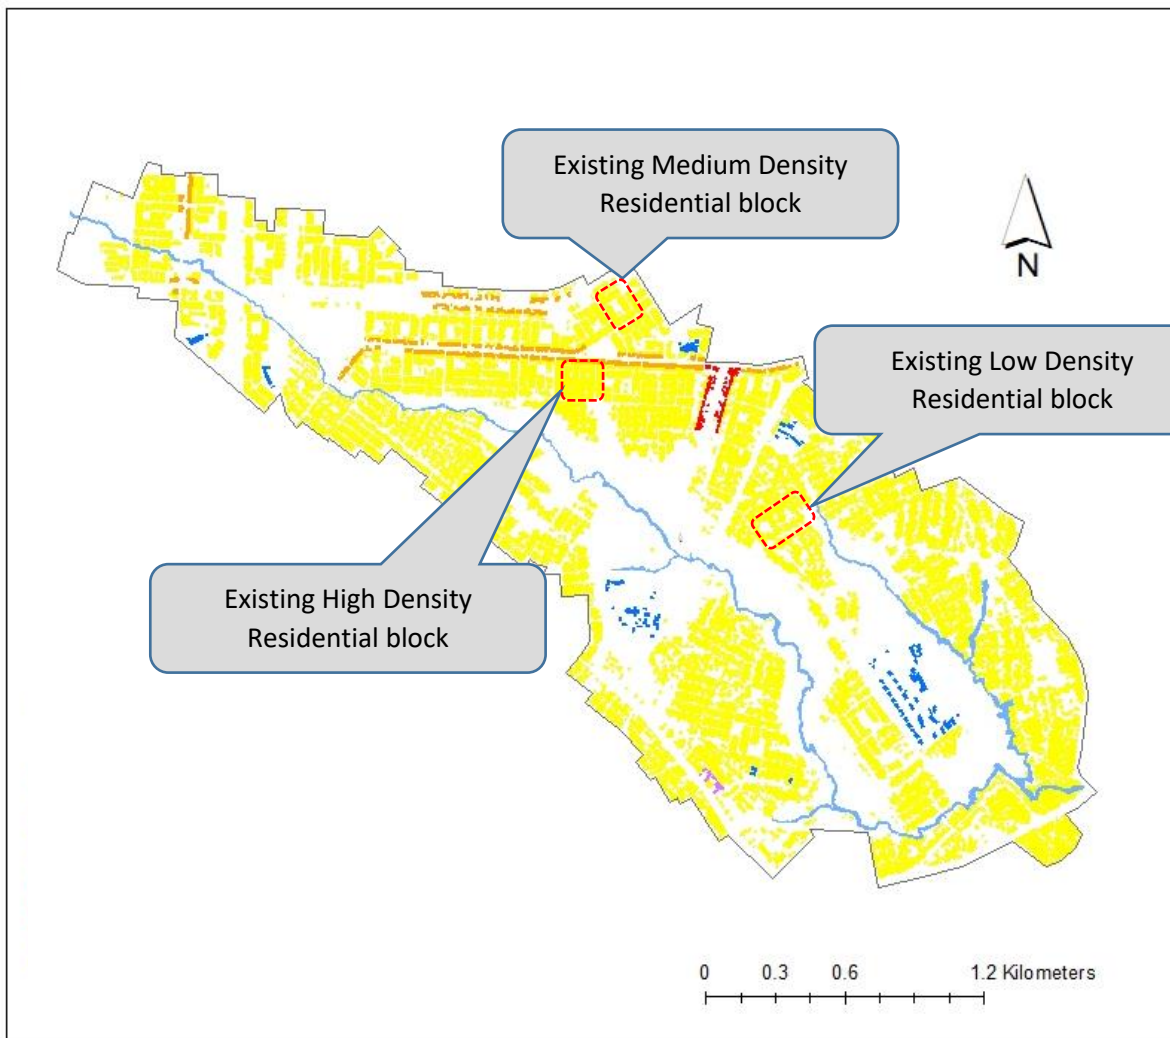 Existing Medium Density
Residential block
N
Existing Low Density
Residential block
Existing High Density
Residential block
0 0.3 0.6 1.2 Kilometers